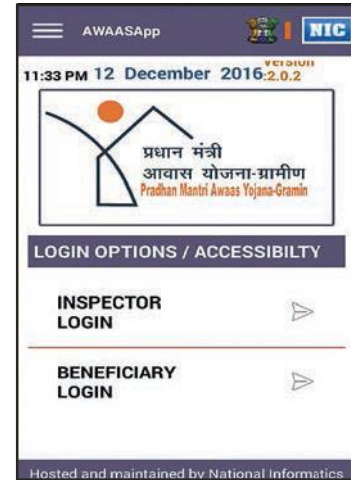 AWAASApp
NIC
11:33 PM 12 December 2016 Version :2.0.2
प्रधान मंत्री
आवास योजना-ग्रामीण
Pradhan Mantri Awaas Yojana-Gramin
LOGIN OPTIONS / ACCESSIBILTY
INSPECTOR
LOGIN
BENEFICIARY
LOGIN
Hosted and maintained by National Informatics